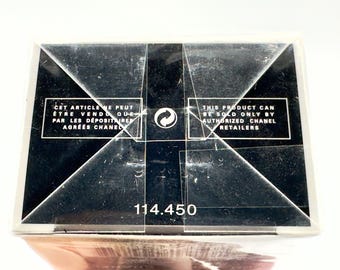 CET ARTICLE NE PEUT
ÊTRE VENDU QUE
PAR LES DÉPOSITAIRES
AGRÉÉS CHANEL
THIS PRODUCT CAN
BE SOLD ONLY BY
AUTHORIZED CHANEL
RETAILERS
114.450